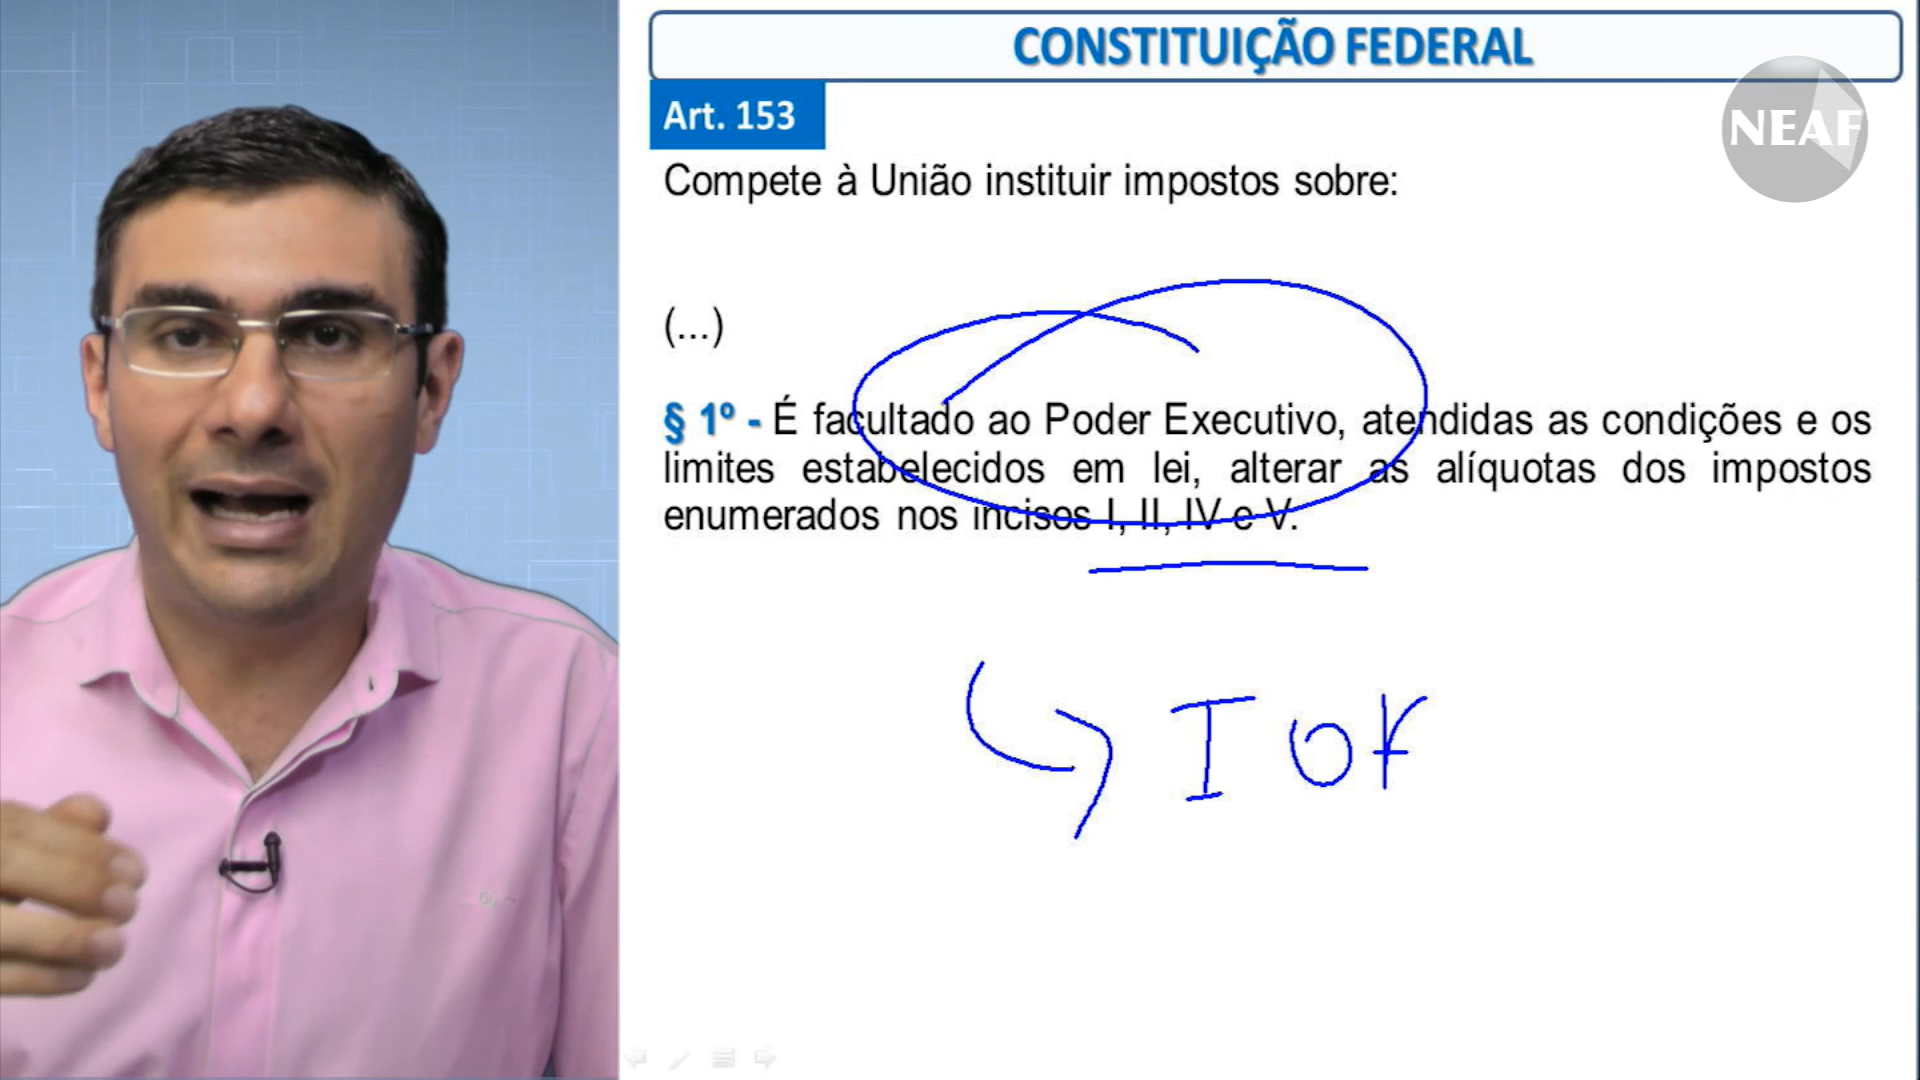 CONSTITUIÇÃO FEDERAL
NEAF
Art. 153
Compete à União instituir impostos sobre:
(...)
§ 1º - É facultado ao Poder Executivo, atendidas as condições e os
limites estabelecidos em lei, alterar as alíquotas dos impostos
enumerados nos incisos I, II, IV e V.
IOF